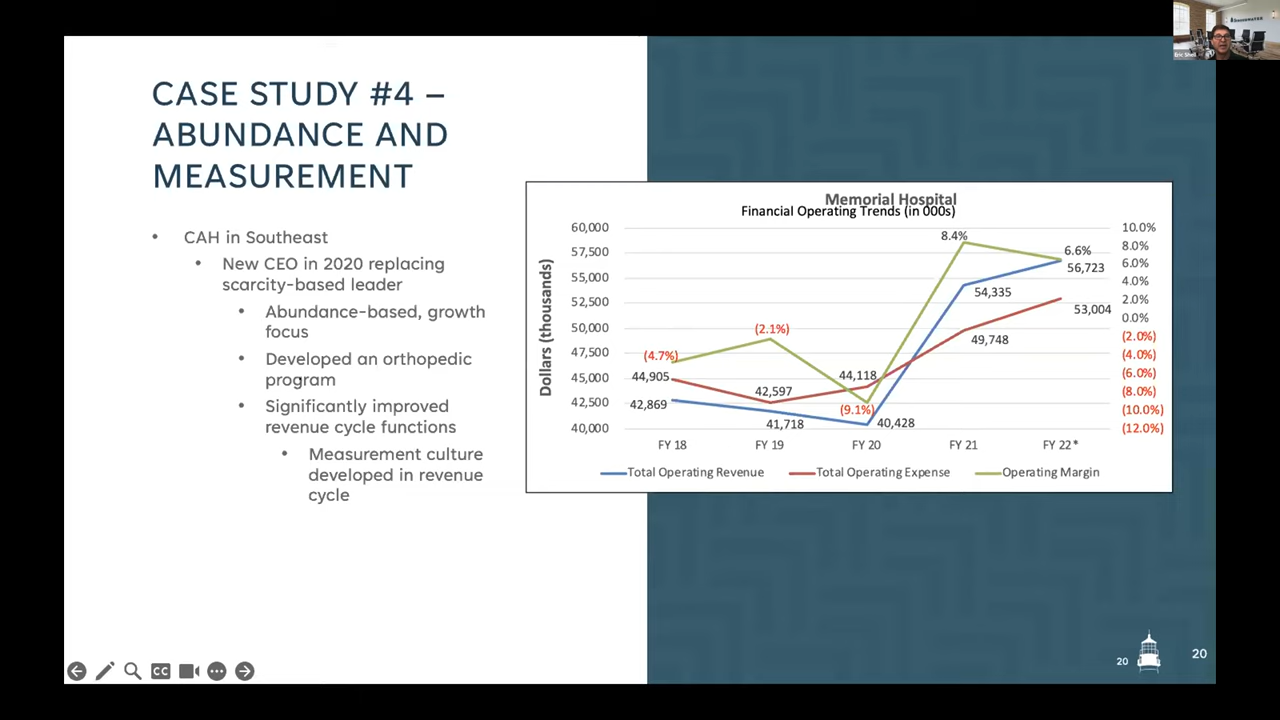 CASE STUDY #4 –
ABUNDANCE AND
MEASUREMENT
• CAH in Southeast
• New CEO in 2020 replacing
scarcity-based leader
• Abundance-based, growth
focus
• Developed an orthopedic
program
• Significantly improved
revenue cycle functions
• Measurement culture
developed in revenue
cycle
Memorial Hospital
Financial Operating Trends (in 000s)
Dollars (thousands)
60,000
57,500
55,000
52,500
50,000
47,500
45,000
42,500
40,000
(4.7%)
44,905
42,869
(2.1%)
42,597
41,718
44,118
(9.1%)
40,428
8.4%
54,335
49,748
6.6%
56,723
53,004
10.0%
8.0%
6.0%
4.0%
2.0%
0.0%
(2.0%)
(4.0%)
(6.0%)
(8.0%)
(10.0%)
(12.0%)
FY 18 FY 19 FY 20 FY 21 FY 22*
Total Operating Revenue Total Operating Expense Operating Margin
CC
20
20
Eric Shell